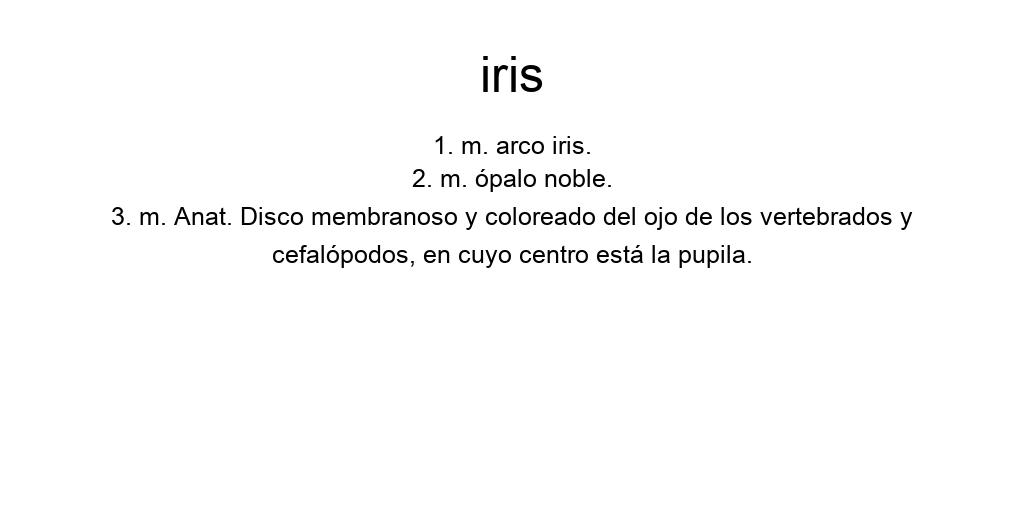 iris
1. m. arco iris.
2. m. ópalo noble.
3. m. Anat. Disco membranoso y coloreado del ojo de los vertebrados y
cefalópodos, en cuyo centro está la pupila.